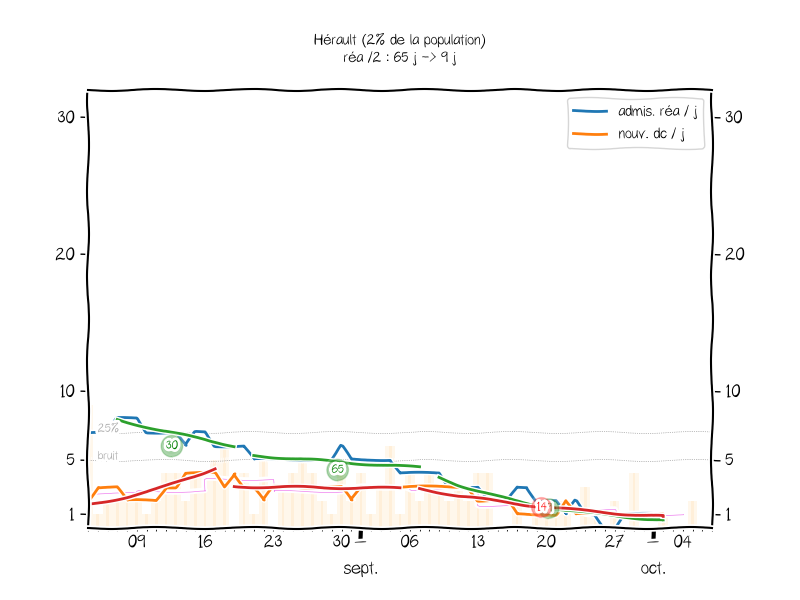 Hérault (2% de la population)
réa /2 : 65 j -> 9 j
admis. réa / j
nouv. dc / j
30 30
20 20
10 10
25%
30
bruit
5 5
65
14
1 1
09 16 23 30 06 13 20 27 04
sept. oct.